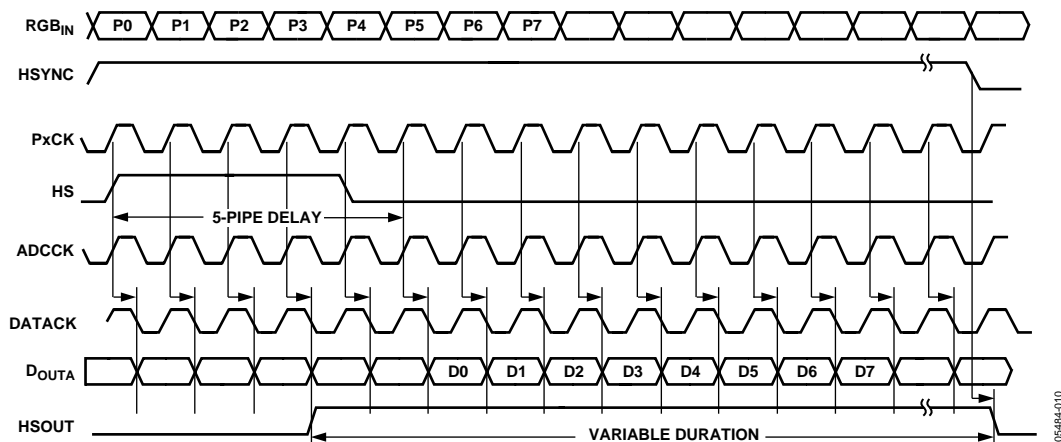 RGBIN P0 P1 P2 P3 P4 P5 P6 P7
HSYNC
PxCK
HS
5-PIPE DELAY
ADCCK
DATACK
DOUTA D0 D1 D2 D3 D4 D5 D6 D7
HSOUT
VARIABLE DURATION
05484-010